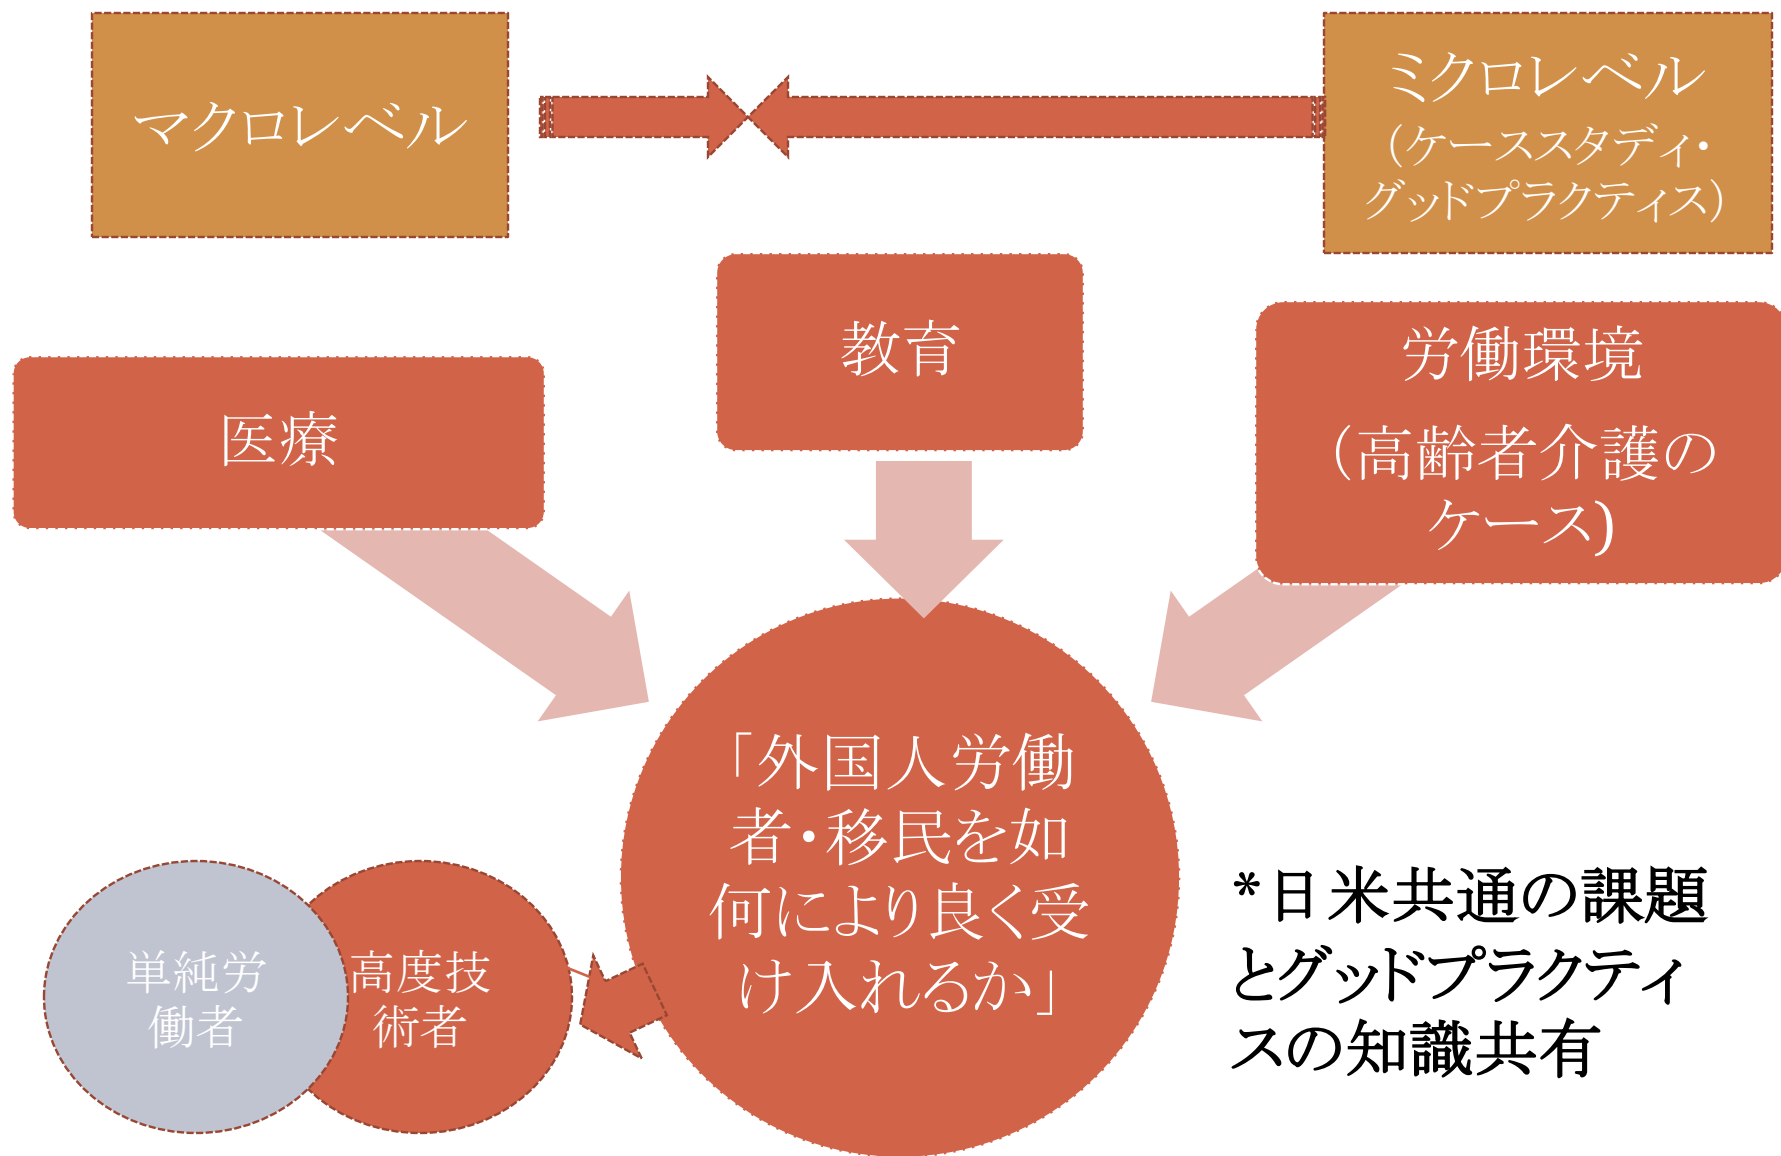 マクロレベル
ミクロレベル
（ケーススタディ・
グッドプラクティス）
医療
教育
労働環境
（高齢者介護の
ケース)
「外国人労働
者・移民を如
何により良く受
け入れるか」
単純労
働者
高度技
術者
*日米共通の課題
とグッドプラクティ
スの知識共有